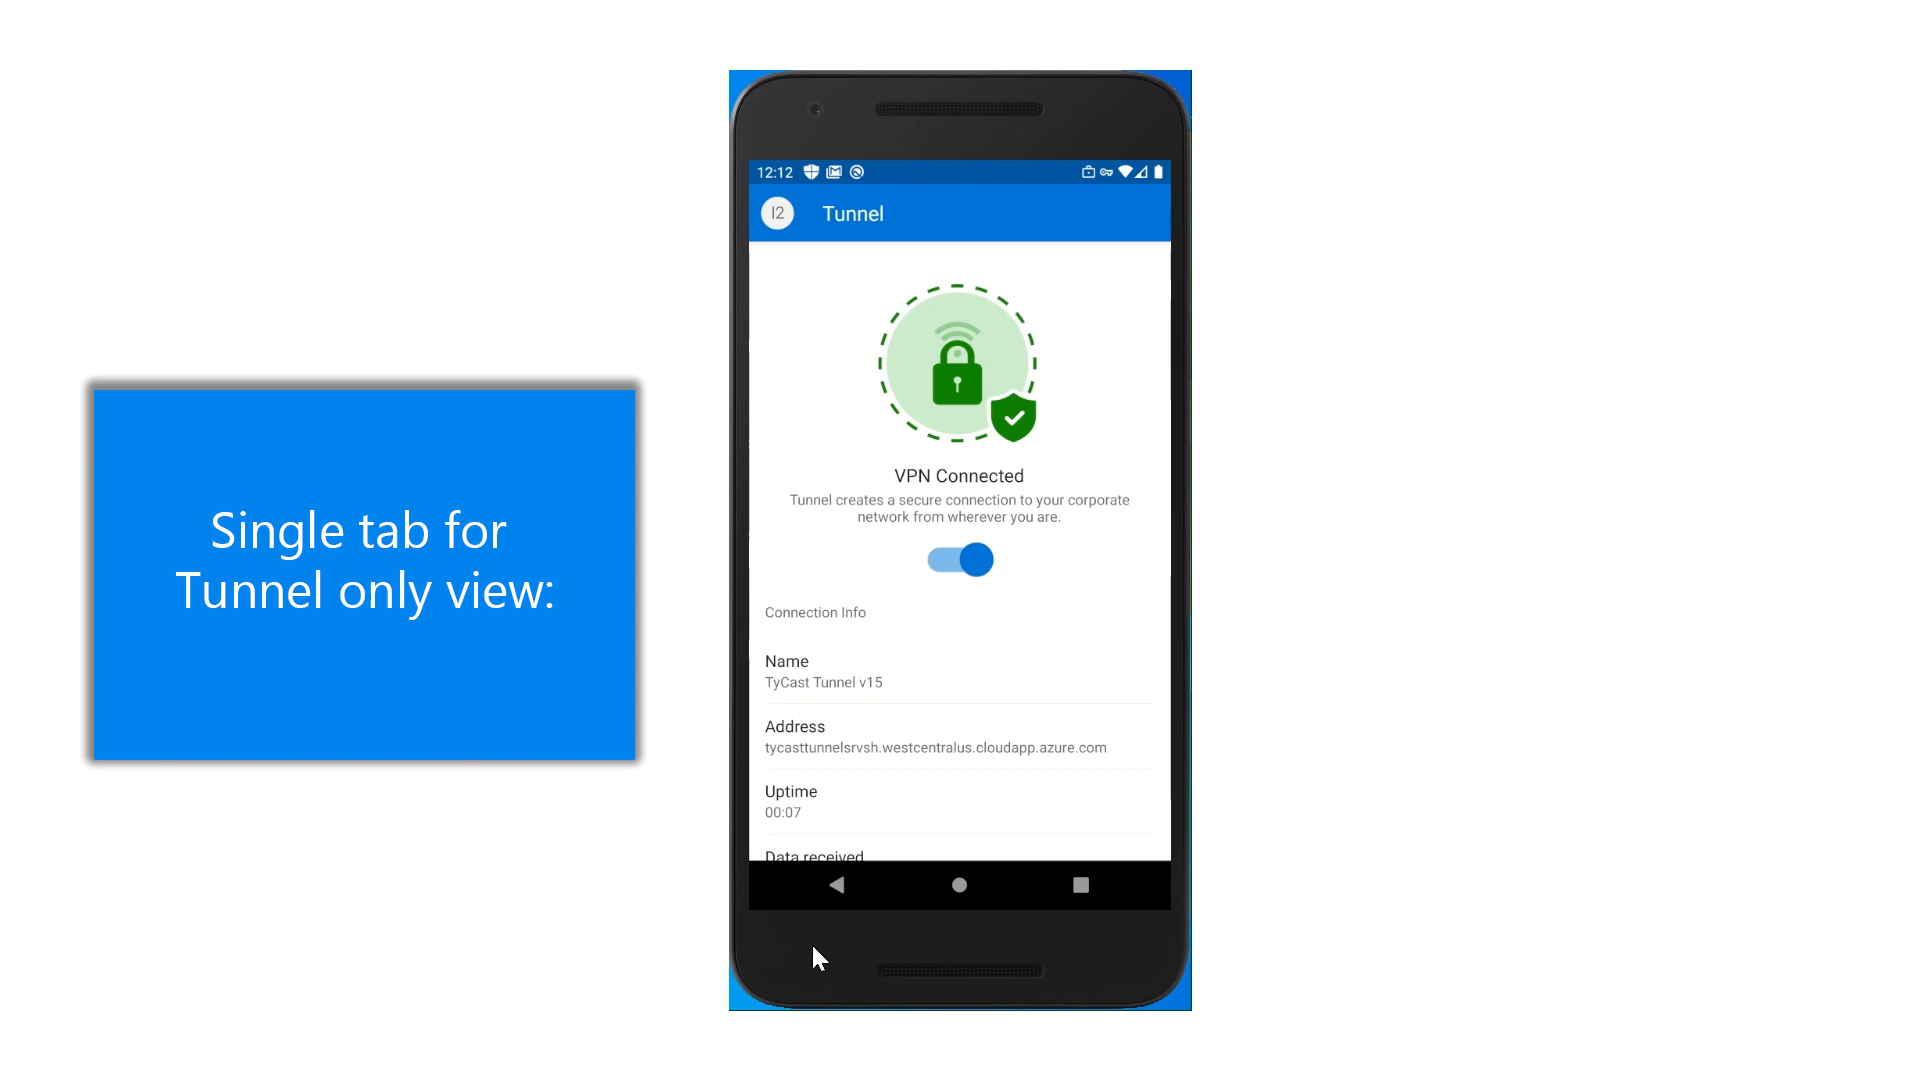 Single tab for
Tunnel only view:
12:12
I2
Tunnel
VPN Connected
Tunnel creates a secure connection to your corporate
network from wherever you are.
Connection Info
Name
TyCast Tunnel v15
Address
tycasttunnelsrvsh.westcentralus.cloudapp.azure.com
Uptime
00:07
Data received